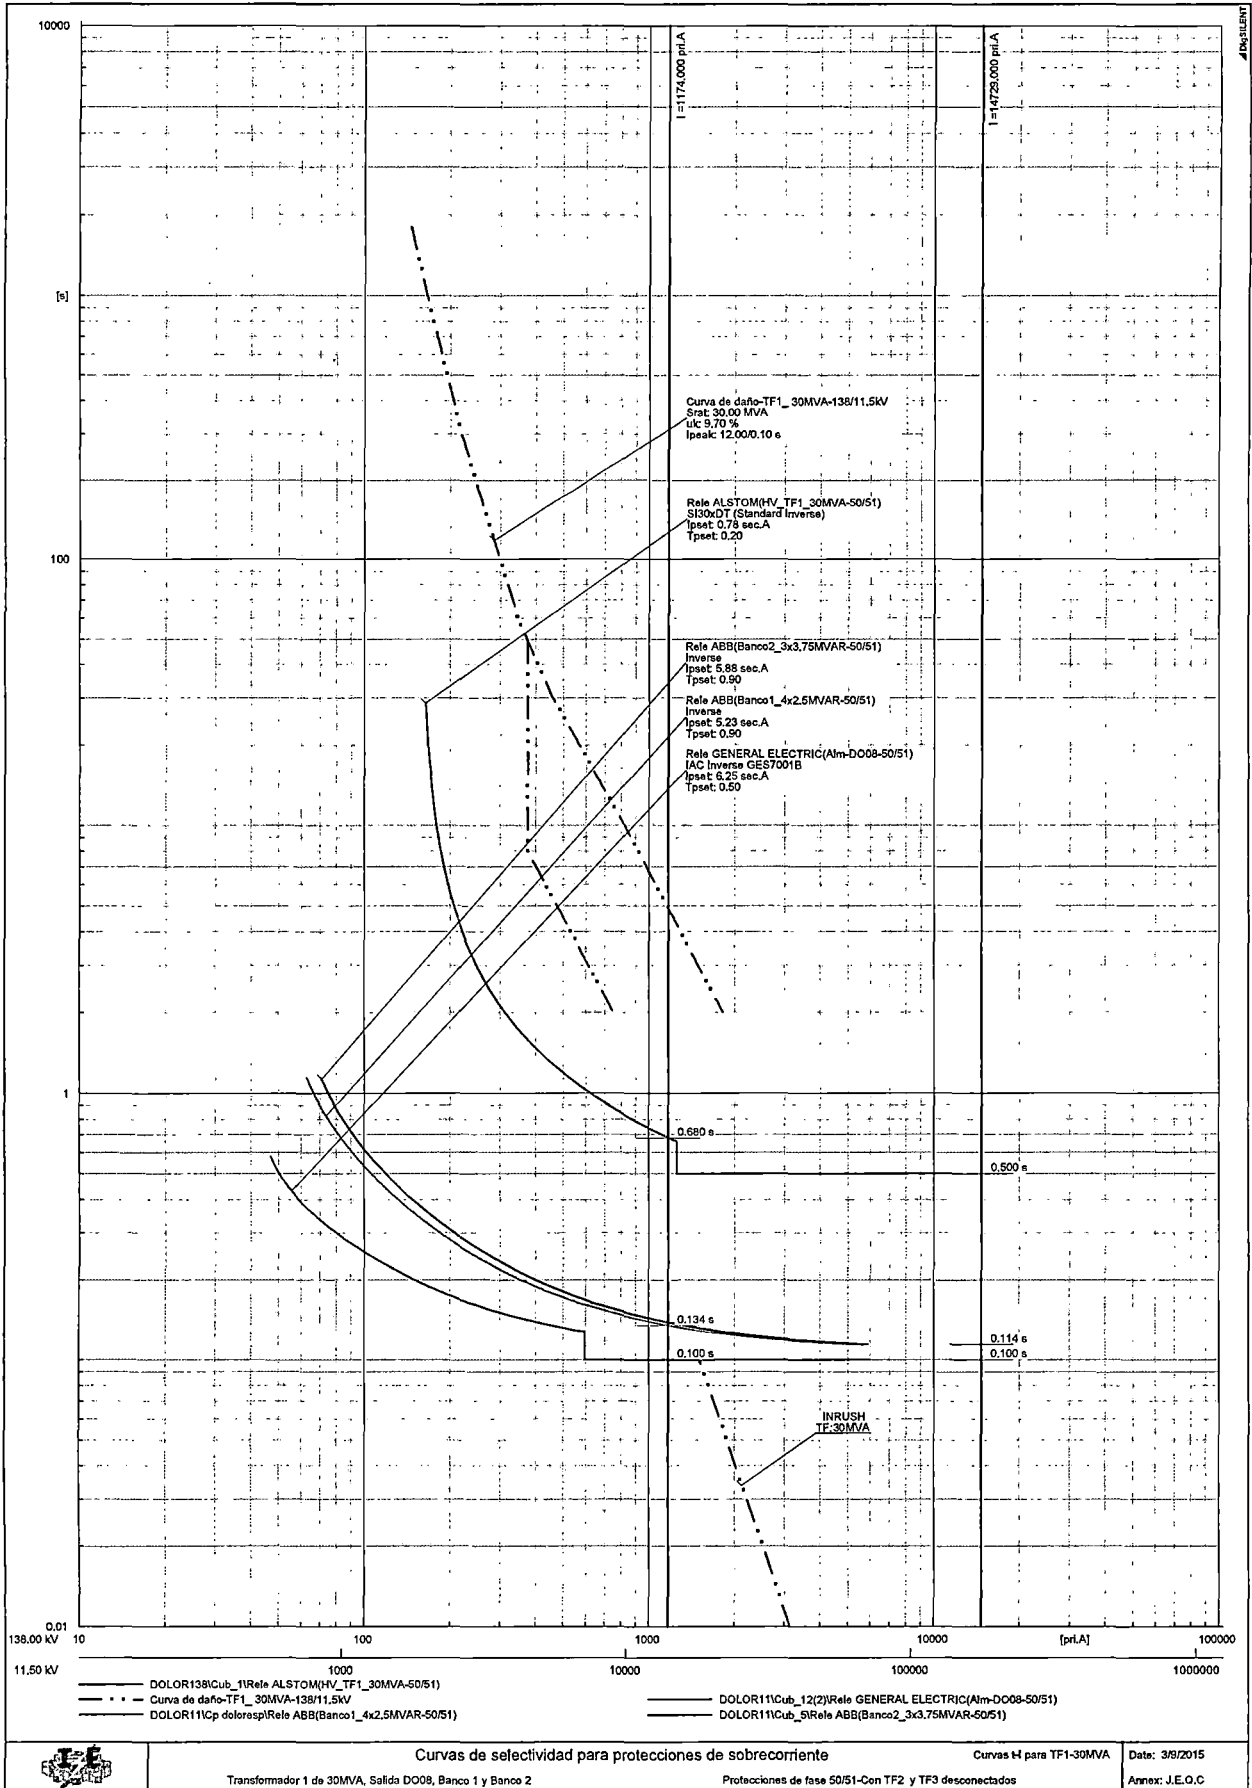 DIgSILENT
10000
I =1174.000 pri.A
I =14729.000 pri.A
[s]
Curva de daño-TF1_ 30MVA-138/11.5kV
Srat: 30.00 MVA
uk: 9.70 %
Ipeak: 12.00/0.10 s
Rele ALSTOM(HV_TF1_30MVA-50/51)
SI30xDT (Standard Inverse)
Ipset: 0.78 sec.A
Tpset: 0.20
100
Rele ABB(Banco2_3x3.75MVAR-50/51)
Inverse
Ipset: 5.88 sec.A
Tpset: 0.90
Rele ABB(Banco1_4x2.5MVAR-50/51)
Inverse
Ipset: 5.23 sec.A
Tpset: 0.90
Rele GENERAL ELECTRIC(Alm-DO08-50/51)
IAC Inverse GES7001B
Ipset: 6.25 sec.A
Tpset: 0.50
1
0.680 s
0.500 s
0.134 s
0.114 s
0.100 s
0.100 s
INRUSH
TF:30MVA
0.01
138.00 kV 10 100 1000 10000 [pri.A] 100000
11.50 kV 1000 10000 100000 1000000
DOLOR138\Cub_1\Rele ALSTOM(HV_TF1_30MVA-50/51)
Curva de daño-TF1_ 30MVA-138/11.5kV
DOLOR11\Cp doloresp\Rele ABB(Banco1_4x2.5MVAR-50/51)
DOLOR11\Cub_12(2)\Rele GENERAL ELECTRIC(Alm-DO08-50/51)
DOLOR11\Cub_5\Rele ABB(Banco2_3x3.75MVAR-50/51)
I E
Curvas de selectividad para protecciones de sobrecorriente
Transformador 1 de 30MVA, Salida DO08, Banco 1 y Banco 2
Curvas I-t para TF1-30MVA
Protecciones de fase 50/51-Con TF2 y TF3 desconectados
Date: 3/9/2015
Annex: J.E.O.C